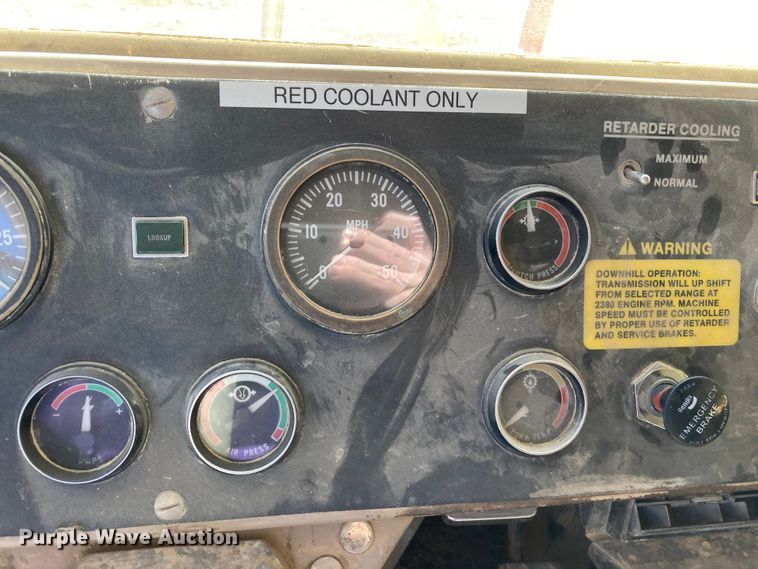 RED COOLANT ONLY
RETARDER COOLING
MAXIMUM
NORMAL
25
LOCKUP
0
10
20
30
40
50
MPH
CLUTCH PRESS
WARNING
DOWNHILL OPERATION:
TRANSMISSION WILL UP SHIFT
FROM SELECTED RANGE AT
2380 ENGINE RPM. MACHINE
SPEED MUST BE CONTROLLED
BY PROPER USE OF RETARDER
AND SERVICE BRAKES.
- +
AIR PRESS
Bendix
EMERGENCY
BRAKE
Purple Wave Auction